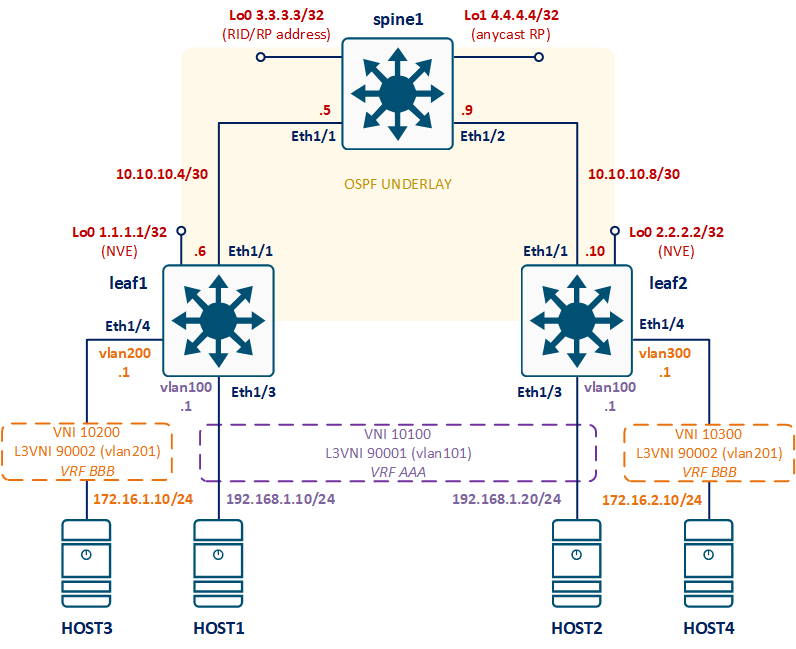 Lo0 3.3.3.3/32
(RID/RP address)
spine1
Lo1 4.4.4.4/32
(anycast RP)
.5
Eth1/1
.9
Eth1/2
10.10.10.4/30
10.10.10.8/30
OSPF UNDERLAY
Lo0 1.1.1.1/32
(NVE)
.6
Eth1/1
Eth1/1
.10
Lo0 2.2.2.2/32
(NVE)
leaf1
leaf2
Eth1/4
vlan200
.1
vlan100
.1
Eth1/3
Eth1/3
vlan100
.1
Eth1/4
vlan300
.1
VNI 10200
L3VNI 90002 (vlan201)
VRF BBB
VNI 10100
L3VNI 90001 (vlan101)
VRF AAA
VNI 10300
L3VNI 90002 (vlan201)
VRF BBB
172.16.1.10/24
192.168.1.10/24
192.168.1.20/24
172.16.2.10/24
HOST3
HOST1
HOST2
HOST4